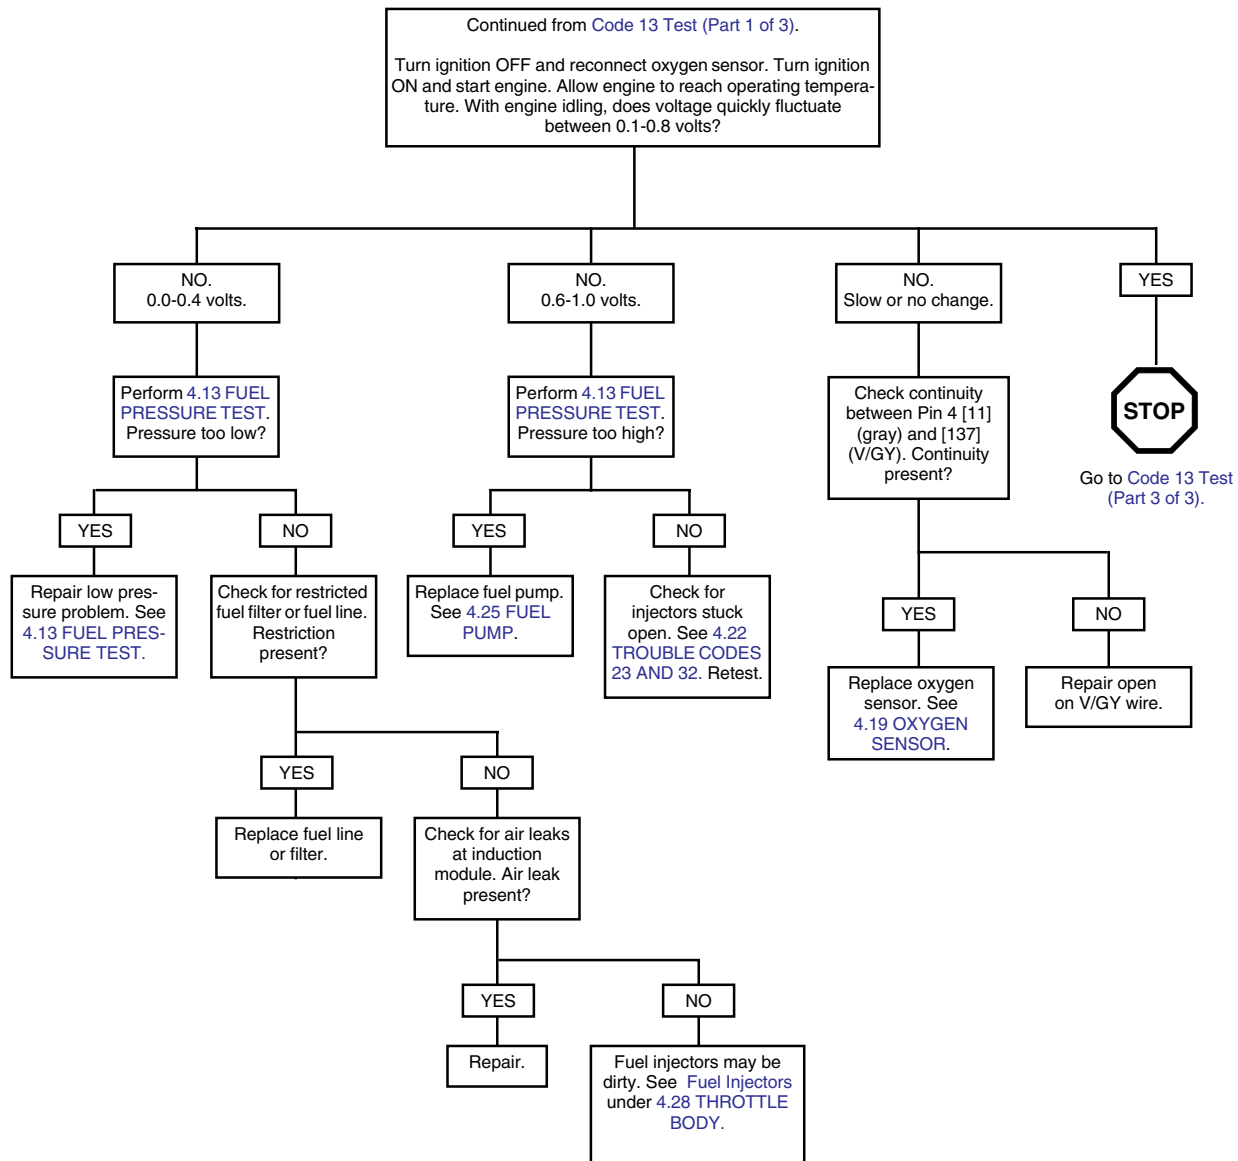 Continued from Code 13 Test (Part 1 of 3).
Turn ignition OFF and reconnect oxygen sensor. Turn ignition
ON and start engine. Allow engine to reach operating tempera-
ture. With engine idling, does voltage quickly fluctuate
between 0.1-0.8 volts?
NO.
0.0-0.4 volts.
NO.
0.6-1.0 volts.
NO.
Slow or no change.
YES
Perform 4.13 FUEL
PRESSURE TEST.
Pressure too low?
Perform 4.13 FUEL
PRESSURE TEST.
Pressure too high?
Check continuity
between Pin 4 [11]
(gray) and [137]
(V/GY). Continuity
present?
STOP
Go to Code 13 Test
(Part 3 of 3).
YES
NO
YES
NO
Repair low pres-
sure problem. See
4.13 FUEL PRES-
SURE TEST.
Check for restricted
fuel filter or fuel line.
Restriction
present?
Replace fuel pump.
See 4.25 FUEL
PUMP.
Check for
injectors stuck
open. See 4.22
TROUBLE CODES
23 AND 32. Retest.
YES
NO
Replace oxygen
sensor. See
4.19 OXYGEN
SENSOR.
Repair open
on V/GY wire.
YES
NO
Replace fuel line
or filter.
Check for air leaks
at induction
module. Air leak
present?
YES
NO
Repair.
Fuel injectors may be
dirty. See Fuel Injectors
under 4.28 THROTTLE
BODY.